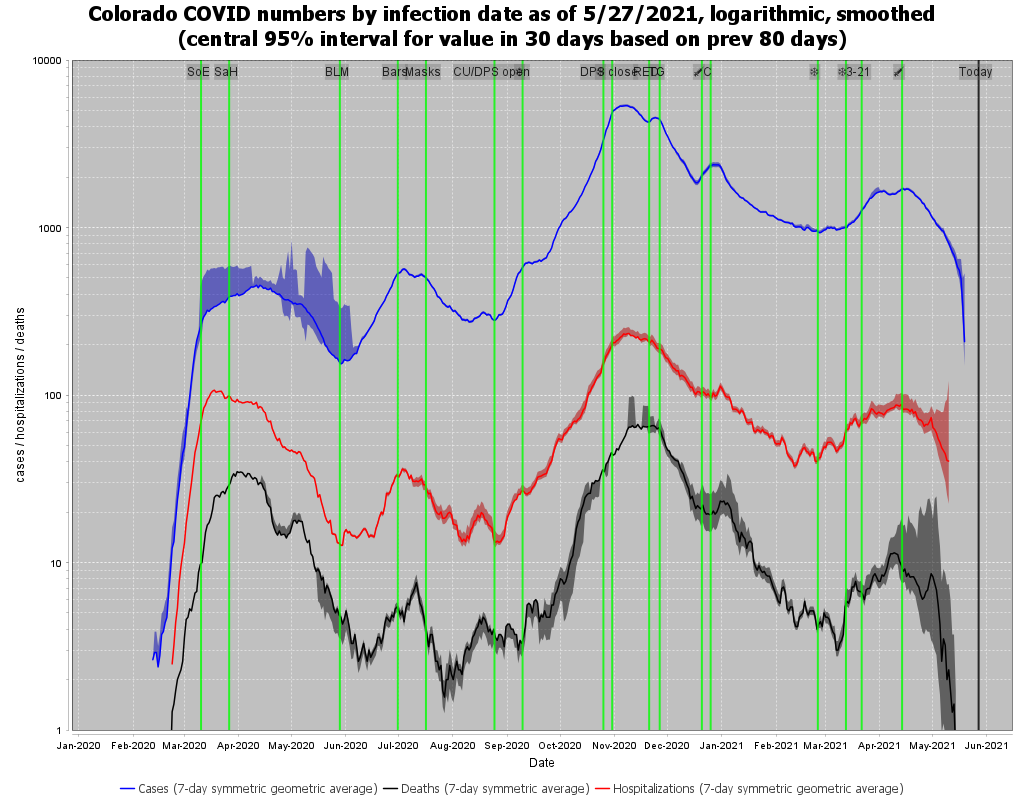 Colorado COVID numbers by infection date as of 5/27/2021, logarithmic, smoothed
(central 95% interval for value in 30 days based on prev 80 days)
10000
SoE SaH BLM Bars Masks CU/DPS open DPS close C 3-21 Today
1000
100
10
1
cases / hospitalizations / deaths
Jan-2020 Feb-2020 Mar-2020 Apr-2020 May-2020 Jun-2020 Jul-2020 Aug-2020 Sep-2020 Oct-2020 Nov-2020 Dec-2020 Jan-2021 Feb-2021 Mar-2021 Apr-2021 May-2021 Jun-2021
Date
Cases (7-day symmetric geometric average) Deaths (7-day symmetric geometric average) Hospitalizations (7-day symmetric geometric average)